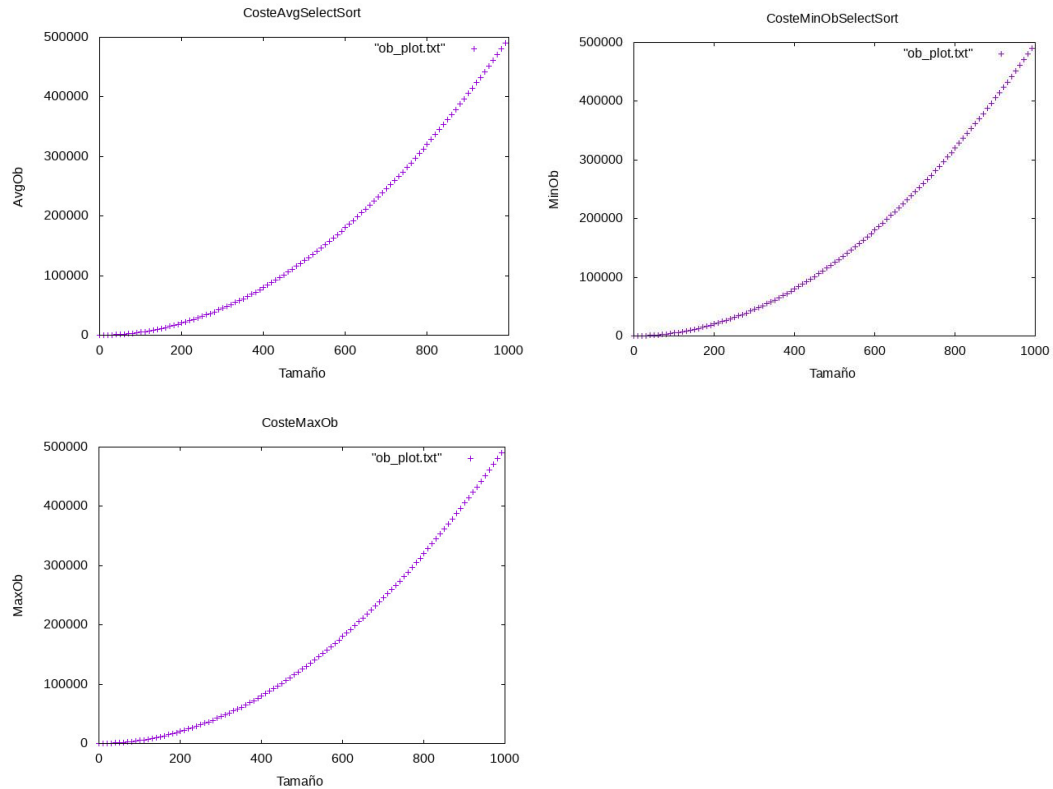 CosteAvgSelectSort
500000
400000
300000
200000
100000
0
AvgOb
"ob_plot.txt"
0 200 400 600 800 1000
Tamaño
CosteMinObSelectSort
500000
400000
300000
200000
100000
0
MinOb
"ob_plot.txt"
0 200 400 600 800 1000
Tamaño
CosteMaxOb
500000
400000
300000
200000
100000
0
MaxOb
"ob_plot.txt"
0 200 400 600 800 1000
Tamaño